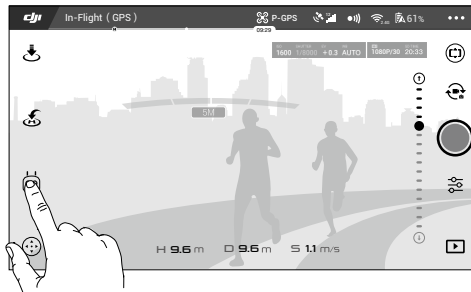 dji In-Flight ( GPS ) P-GPS 61%
09:29
1600 1/8000 +0.3 AUTO 1080P/30 20:33
5M
H 9.6 m D 9.6 m S 1.1 m/s